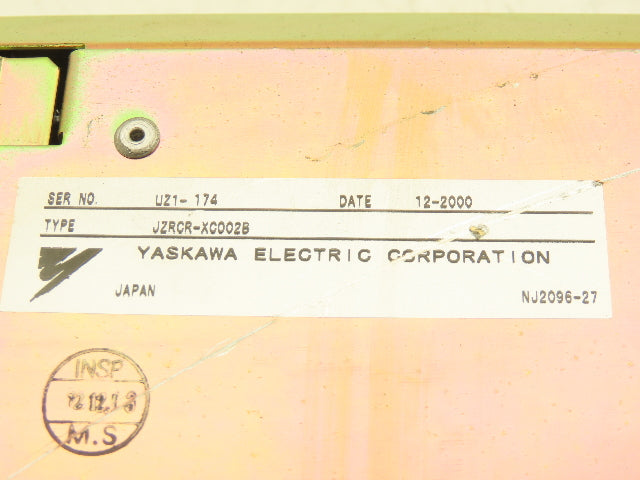 SER NO. UZ1-174 DATE 12-2000
TYPE JZRCR-XC002B
YASKAWA ELECTRIC CORPORATION
JAPAN NJ2096-27
INSP
M.S